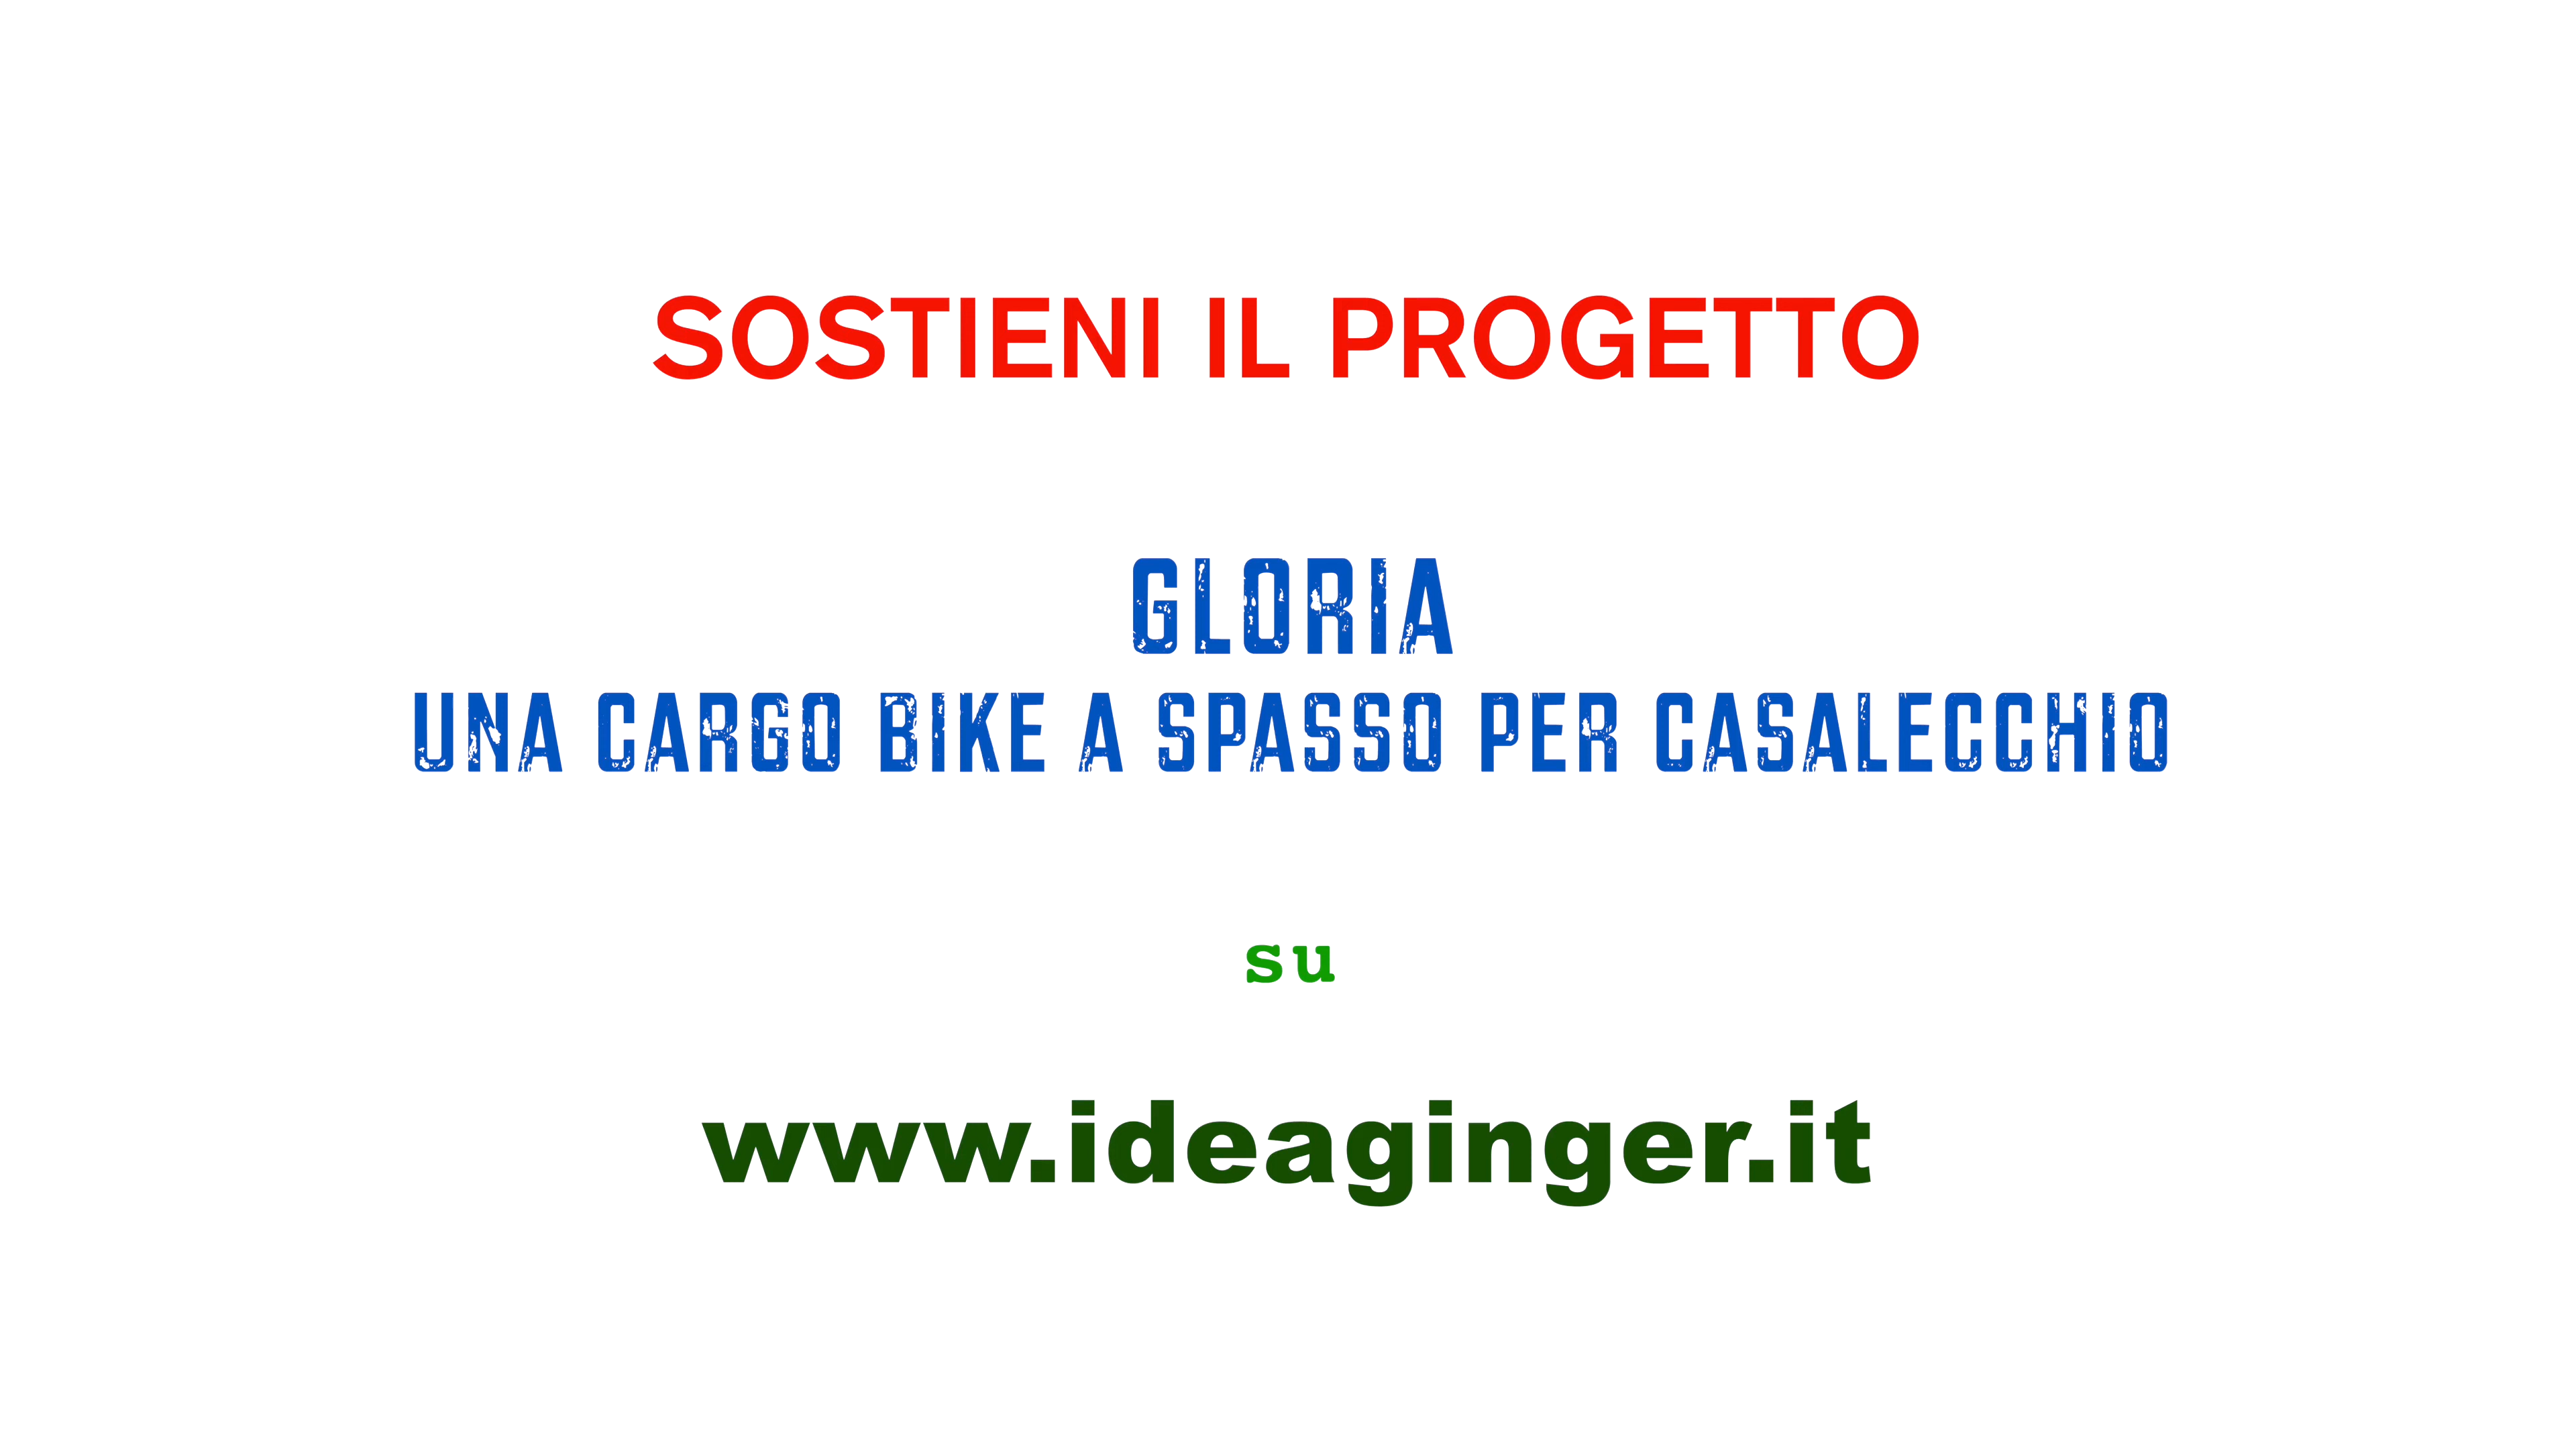 SOSTIENI IL PROGETTO
GLORIA
UNA CARGO BIKE A SPASSO PER CASALECCHIO
su
www.ideaginger.it